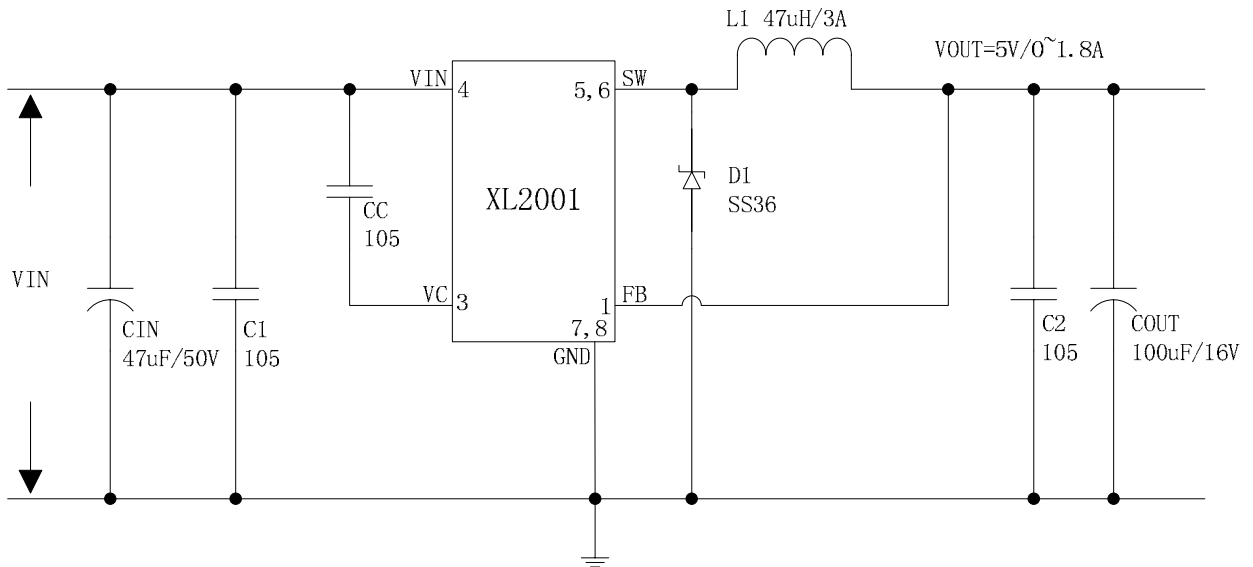 L1 47uH/3A
VOUT=5V/0~1.8A
VIN
4
5,6
SW
XL2001
D1
SS36
CC
105
VIN
VC
3
1
FB
7,8
GND
CIN
47uF/50V
C1
105
C2
105
COUT
100uF/16V